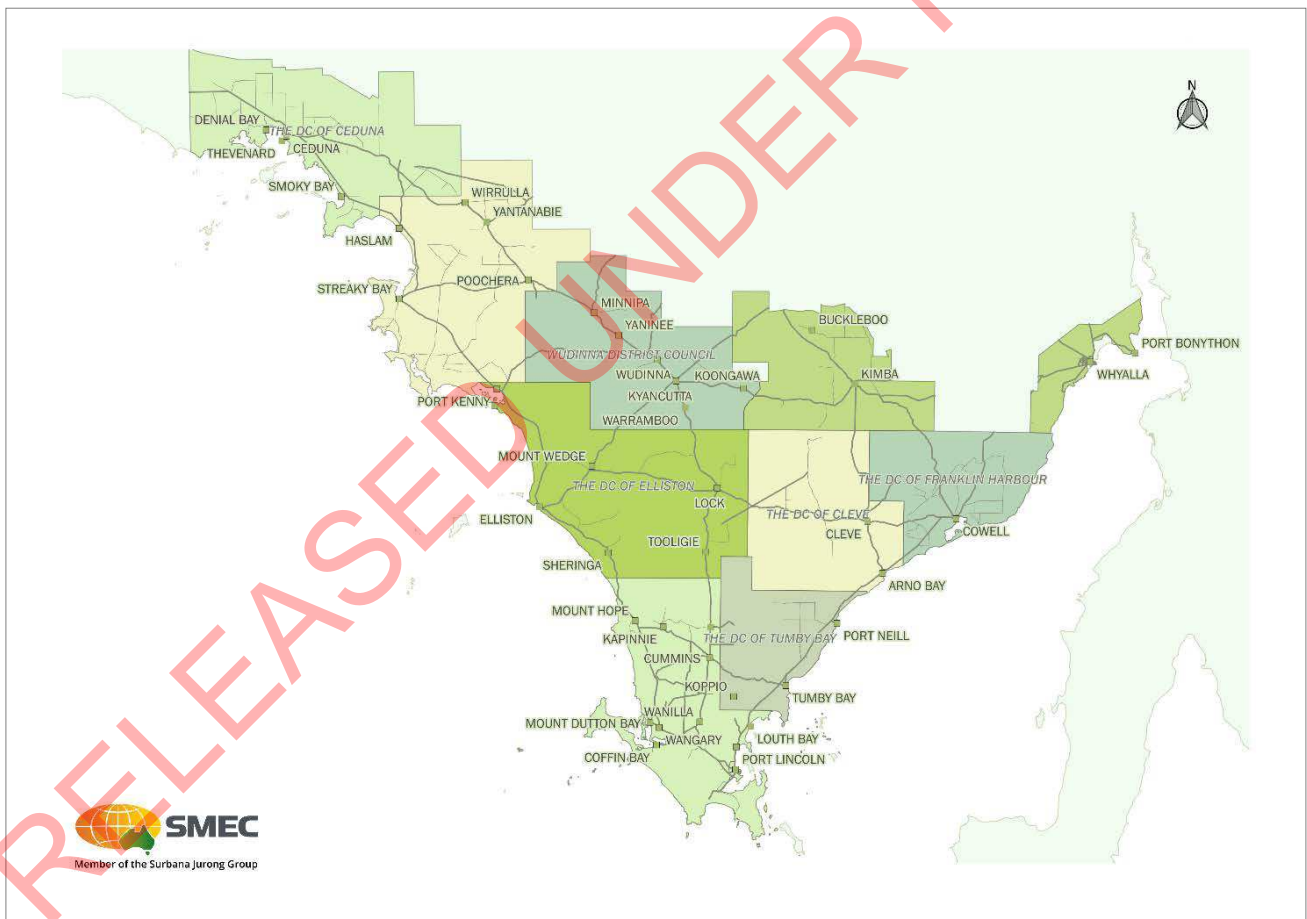 RELEASED UNDER
N
DENIAL BAY
THE DC OF CEDUNA
THEVENARD
CEDUNA
SMOKY BAY
WIRRULLA
YANTANABIE
HASLAM
POOCHERA
STREAKY BAY
MINNIPA
YANINEE
BUCKLEBOO
PORT BONYTHON
WUDINNA DISTRICT COUNCIL
WUDINNA
KOONGAWA
KIMBA
WHYALLA
KYANCUTTA
PORT KENNY
WARRAMBOO
MOUNT WEDGE
THE DC OF ELLISTON
THE DC OF FRANKLIN HARBOUR
LOCK
ELLISTON
THE DC OF CLEVE
CLEVE
COWELL
TOOLIGIE
SHERINGA
ARNO BAY
MOUNT HOPE
KAPINNIE
THE DC OF TUMBY BAY
PORT NEILL
CUMMINS
KOPPIO
TUMBY BAY
WANILLA
MOUNT DUTTON BAY
WANGARY
LOUTH BAY
COFFIN BAY
PORT LINCOLN
SMEC
Member of the Surbana Jurong Group